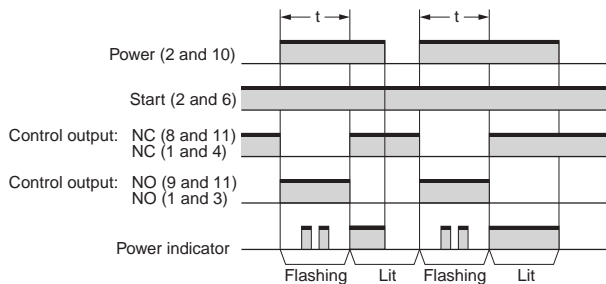 t t
Power (2 and 10)
Start (2 and 6)
Control output: NC (8 and 11)
NC (1 and 4)
Control output: NO (9 and 11)
NO (1 and 3)
Power indicator
Flashing Lit Flashing Lit